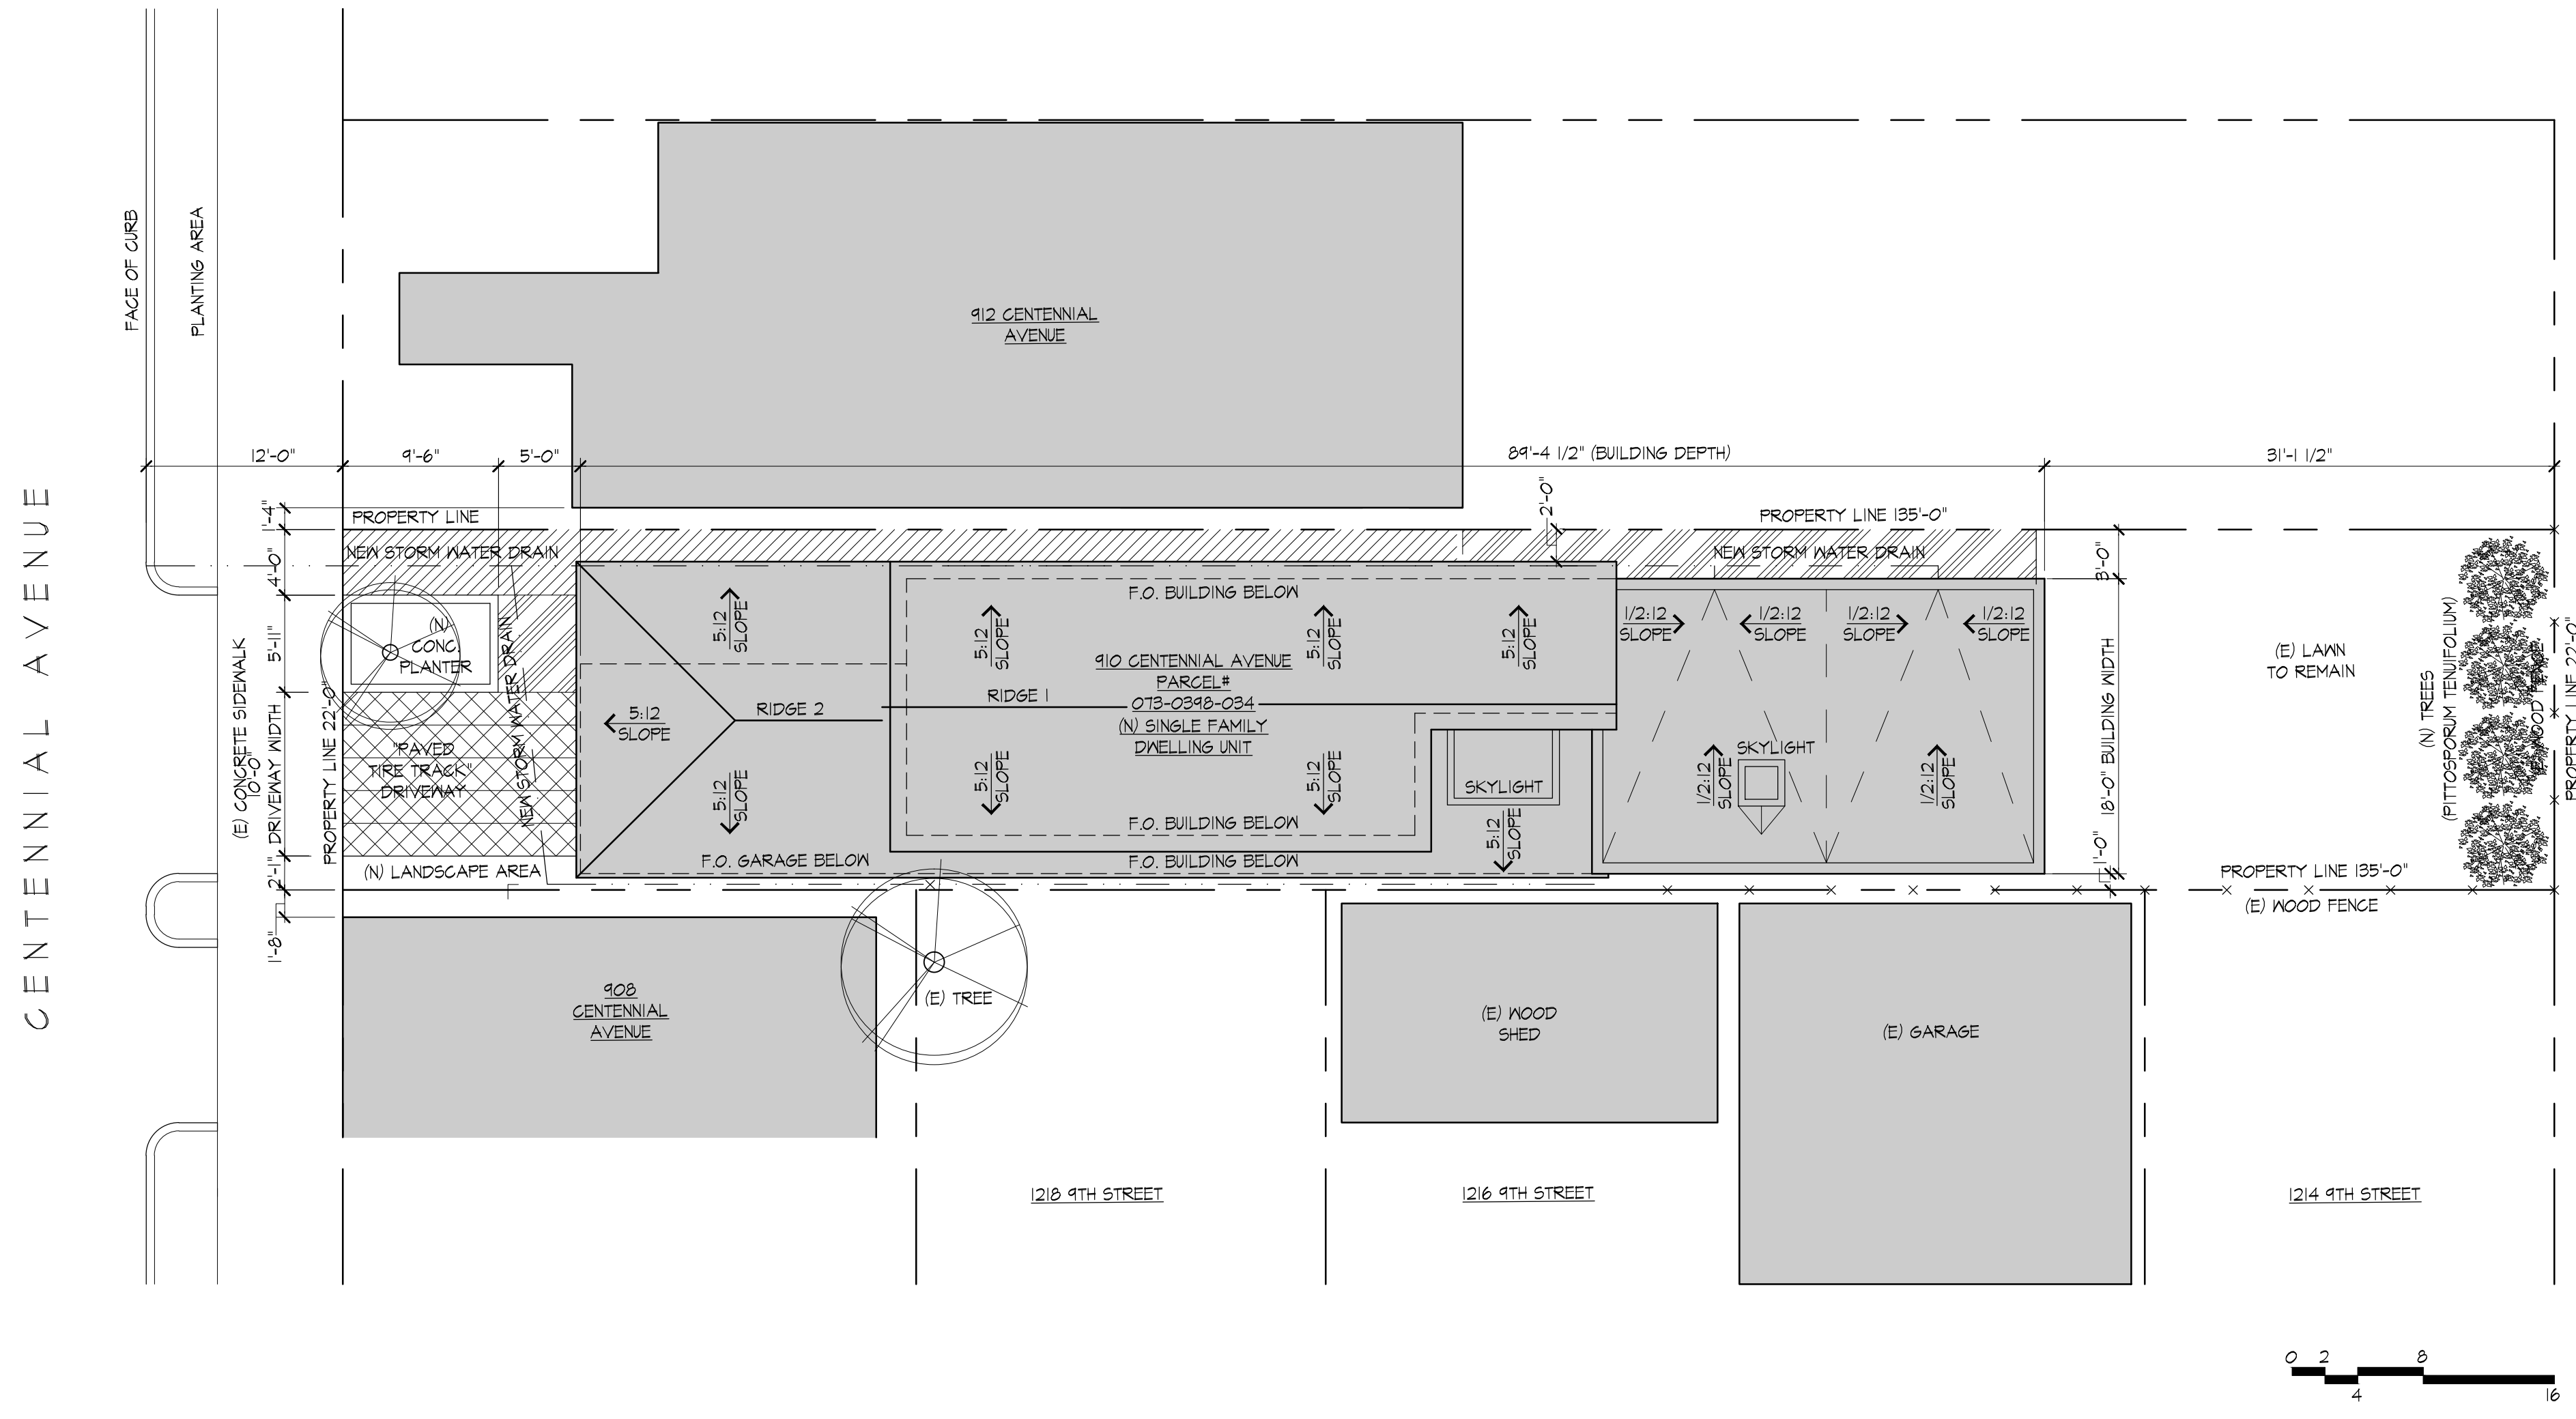 CENTENNIAL AVENUE
FACE OF CURB
PLANTING AREA
912 CENTENNIAL
AVENUE
12'-0"
9'-6"
5'-0"
89'-4 1/2" (BUILDING DEPTH)
31'-1 1/2"
1'-4"
PROPERTY LINE
2'-0"
PROPERTY LINE 135'-0"
NEW STORM WATER DRAIN
NEW STORM WATER DRAIN
4'-0"
3'-0"
F.O. BUILDING BELOW
5:12
SLOPE
5:12
SLOPE
5:12
SLOPE
5:12
SLOPE
1/2:12
SLOPE
1/2:12
SLOPE
1/2:12
SLOPE
1/2:12
SLOPE
(N)
CONC.
PLANTER
NEW STORM WATER DRAIN
5'-11"
(E) CONCRETE SIDEWALK
10'-0"
DRIVEWAY WIDTH
PROPERTY LINE 22'-0"
910 CENTENNIAL AVENUE
PARCEL#
073-0398-034
(N) SINGLE FAMILY
DWELLING UNIT
RIDGE 1
RIDGE 2
5:12
SLOPE
"PAVED
TIRE TRACK"
DRIVEWAY
5:12
SLOPE
5:12
SLOPE
5:12
SLOPE
SKYLIGHT
5:12
SLOPE
SKYLIGHT
1/2:12
SLOPE
1/2:12
SLOPE
18'-0" BUILDING WIDTH
1'-0"
(E) LAWN
TO REMAIN
(N) TREES
(PITTOSPORUM TENUIFOLIUM)
WOOD FENCE
PROPERTY LINE 22'-0"
F.O. BUILDING BELOW
F.O. GARAGE BELOW
F.O. BUILDING BELOW
2'-1"
(N) LANDSCAPE AREA
PROPERTY LINE 135'-0"
(E) WOOD FENCE
1'-8"
908
CENTENNIAL
AVENUE
(E) TREE
(E) WOOD
SHED
(E) GARAGE
1218 9TH STREET
1216 9TH STREET
1214 9TH STREET
0 2 8
4 16